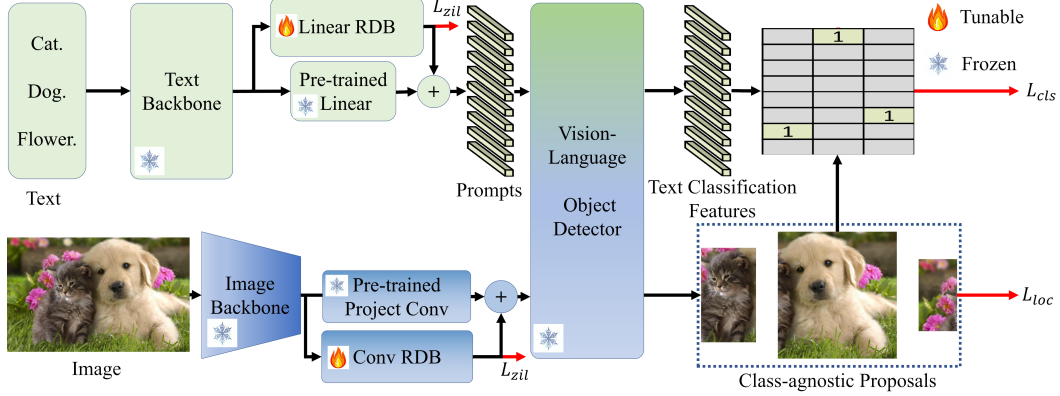 Cat.
Dog.
Flower.
Text
Text
Backbone
Linear RDB
Pre-trained
Linear
+
L_zil
Prompts
Vision-
Language
Object
Detector
Text Classification
Features
1
1
1
Tunable
Frozen
L_cls
Image
Image
Backbone
Pre-trained
Project Conv
Conv RDB
+
L_zil
Class-agnostic Proposals
L_loc